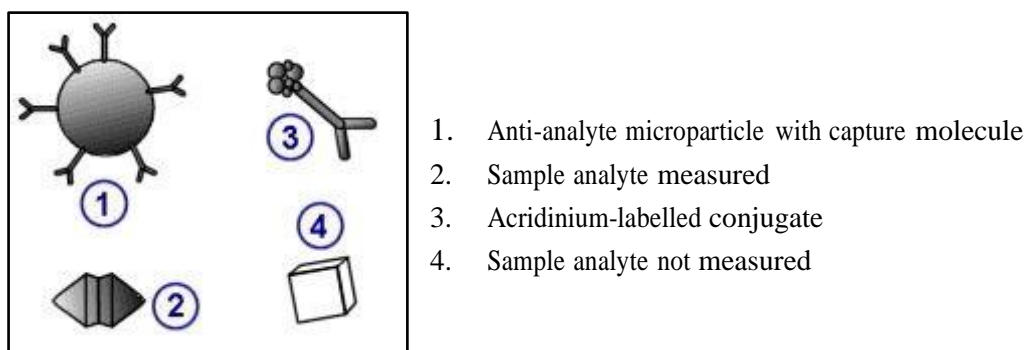 1
3
4
2
1. Anti-analyte microparticle with capture molecule
2. Sample analyte measured
3. Acridinium-labelled conjugate
4. Sample analyte not measured